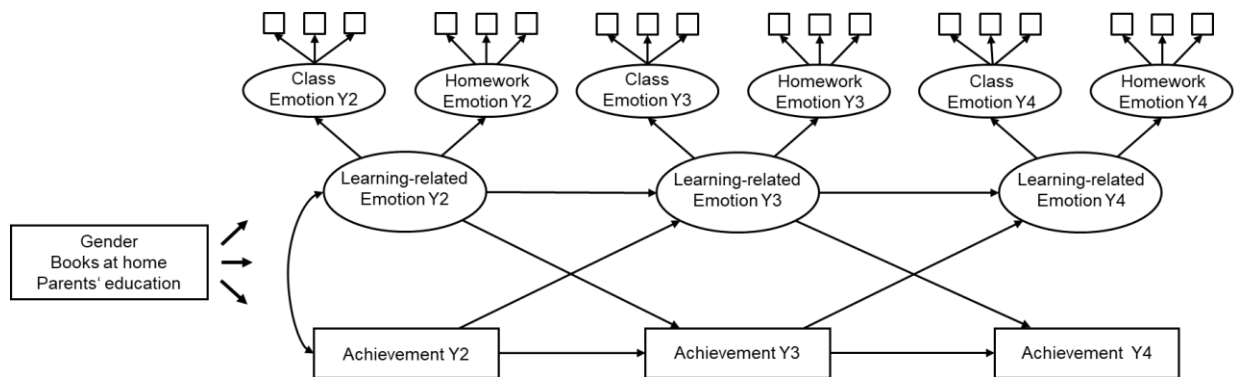 Class
Emotion Y2
Homework
Emotion Y2
Class
Emotion Y3
Homework
Emotion Y3
Class
Emotion Y4
Homework
Emotion Y4
Learning-related
Emotion Y2
Learning-related
Emotion Y3
Learning-related
Emotion Y4
Gender
Books at home
Parents‘ education
Achievement Y2
Achievement Y3
Achievement Y4